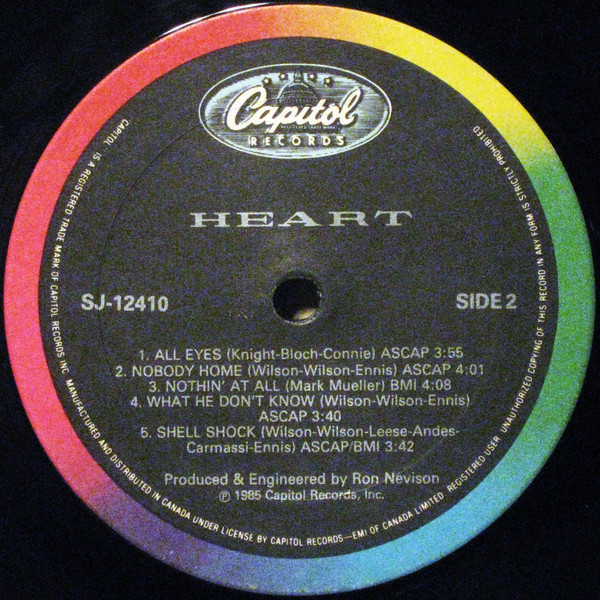 Capitol
REGISTERED TRADE MARK
RECORDS
HEART
SJ-12410
SIDE 2
1. ALL EYES (Knight-Bloch-Connie) ASCAP 3:55
2. NOBODY HOME (Wilson-Wilson-Ennis) ASCAP 4:01
3. NOTHIN' AT ALL (Mark Mueller) BMI 4:08
4. WHAT HE DON'T KNOW (Wilson-Wilson-Ennis)
ASCAP 3:40
5. SHELL SHOCK (Wilson-Wilson-Leese-Andes-
Carmassi-Ennis) ASCAP/BMI 3:42
Produced & Engineered by Ron Nevison
℗ 1985 Capitol Records, Inc.
CAPITOL IS A REGISTERED TRADE MARK OF CAPITOL RECORDS INC. MANUFACTURED AND DISTRIBUTED IN CANADA UNDER LICENSE BY CAPITOL RECORDS—EMI OF CANADA LIMITED. REGISTERED USER. UNAUTHORIZED COPYING OF THIS RECORD IN ANY FORM IS STRICTLY PROHIBITED